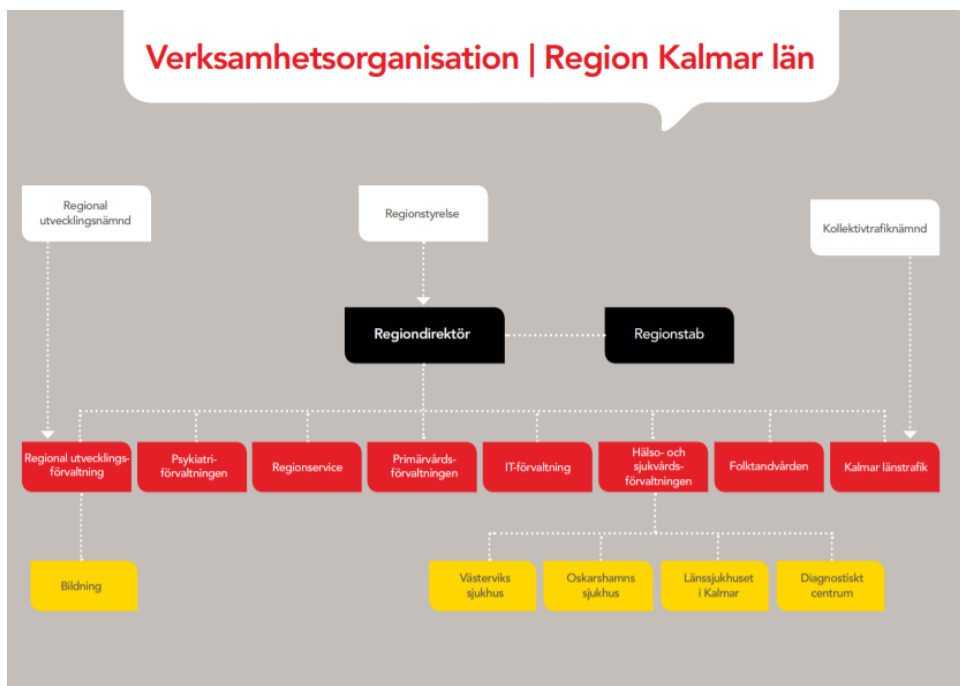 Verksamhetsorganisation | Region Kalmar län
Regional
utvecklingsnämnd
Regionstyrelse
Kollektivtrafiknämnd
Regiondirektör
Regionstab
Regional utvecklings-
förvaltning
Psykiatri-
förvaltningen
Regionservice
Primärvårds-
förvaltningen
IT-förvaltning
Hälso- och
sjukvårds-
förvaltningen
Folktandvården
Kalmar länstrafik
Bildning
Västerviks
sjukhus
Oskarshamns
sjukhus
Länssjukhuset
i Kalmar
Diagnostiskt
centrum